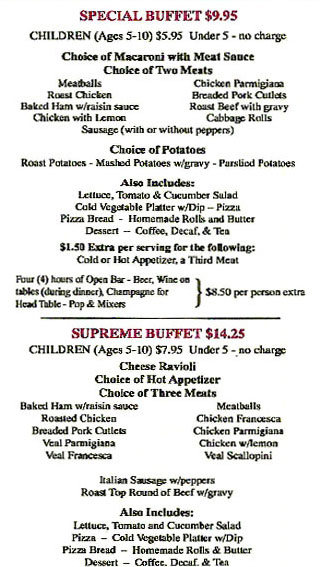 SPECIAL BUFFET $9.95
CHILDREN (Ages 5-10) $5.95 Under 5 - no charge
Choice of Macaroni with Meat Sauce
Choice of Two Meats
Meatballs Chicken Parmigiana
Roast Chicken Breaded Pork Cutlets
Baked Ham w/raisin sauce Roast Beef with gravy
Chicken with Lemon Cabbage Rolls
Sausage (with or without peppers)
Choice of Potatoes
Roast Potatoes - Mashed Potatoes w/gravy - Parslied Potatoes
Also Includes:
Lettuce, Tomato & Cucumber Salad
Cold Vegetable Platter w/Dip – Pizza
Pizza Bread - Homemade Rolls and Butter
Dessert – Coffee, Decaf, & Tea
$1.50 Extra per serving for the following:
Cold or Hot Appetizer, a Third Meat
Four (4) hours of Open Bar - Beer, Wine on
tables (during dinner), Champagne for } $8.50 per person extra
Head Table - Pop & Mixers
SUPREME BUFFET $14.25
CHILDREN (Ages 5-10) $7.95 Under 5 - no charge
Cheese Ravioli
Choice of Hot Appetizer
Choice of Three Meats
Baked Ham w/raisin sauce Meatballs
Roasted Chicken Chicken Francesca
Breaded Pork Cutlets Chicken Parmigiana
Veal Parmigiana Chicken w/lemon
Veal Francesca Veal Scallopini
Italian Sausage w/peppers
Roast Top Round of Beef w/gravy
Also Includes:
Lettuce, Tomato and Cucumber Salad
Pizza – Cold Vegetable Platter w/Dip
Pizza Bread – Homemade Rolls & Butter
Dessert – Coffee, Decaf, & Tea